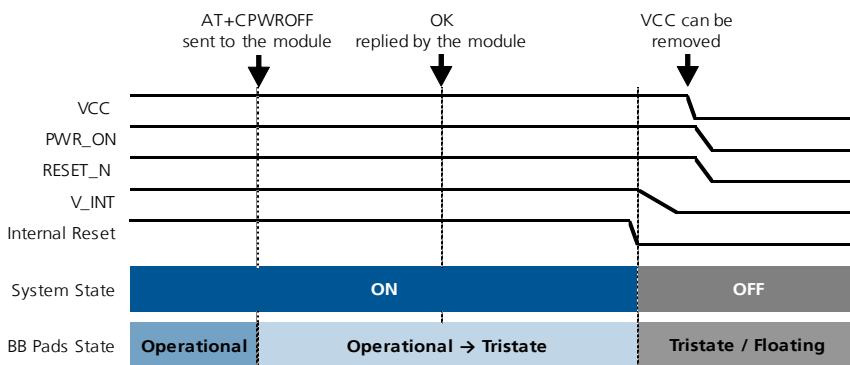 AT+CPWROFF
sent to the module
OK
replied by the module
VCC can be
removed
VCC
PWR_ON
RESET_N
V_INT
Internal Reset
System State
ON
OFF
BB Pads State
Operational
Operational → Tristate
Tristate / Floating